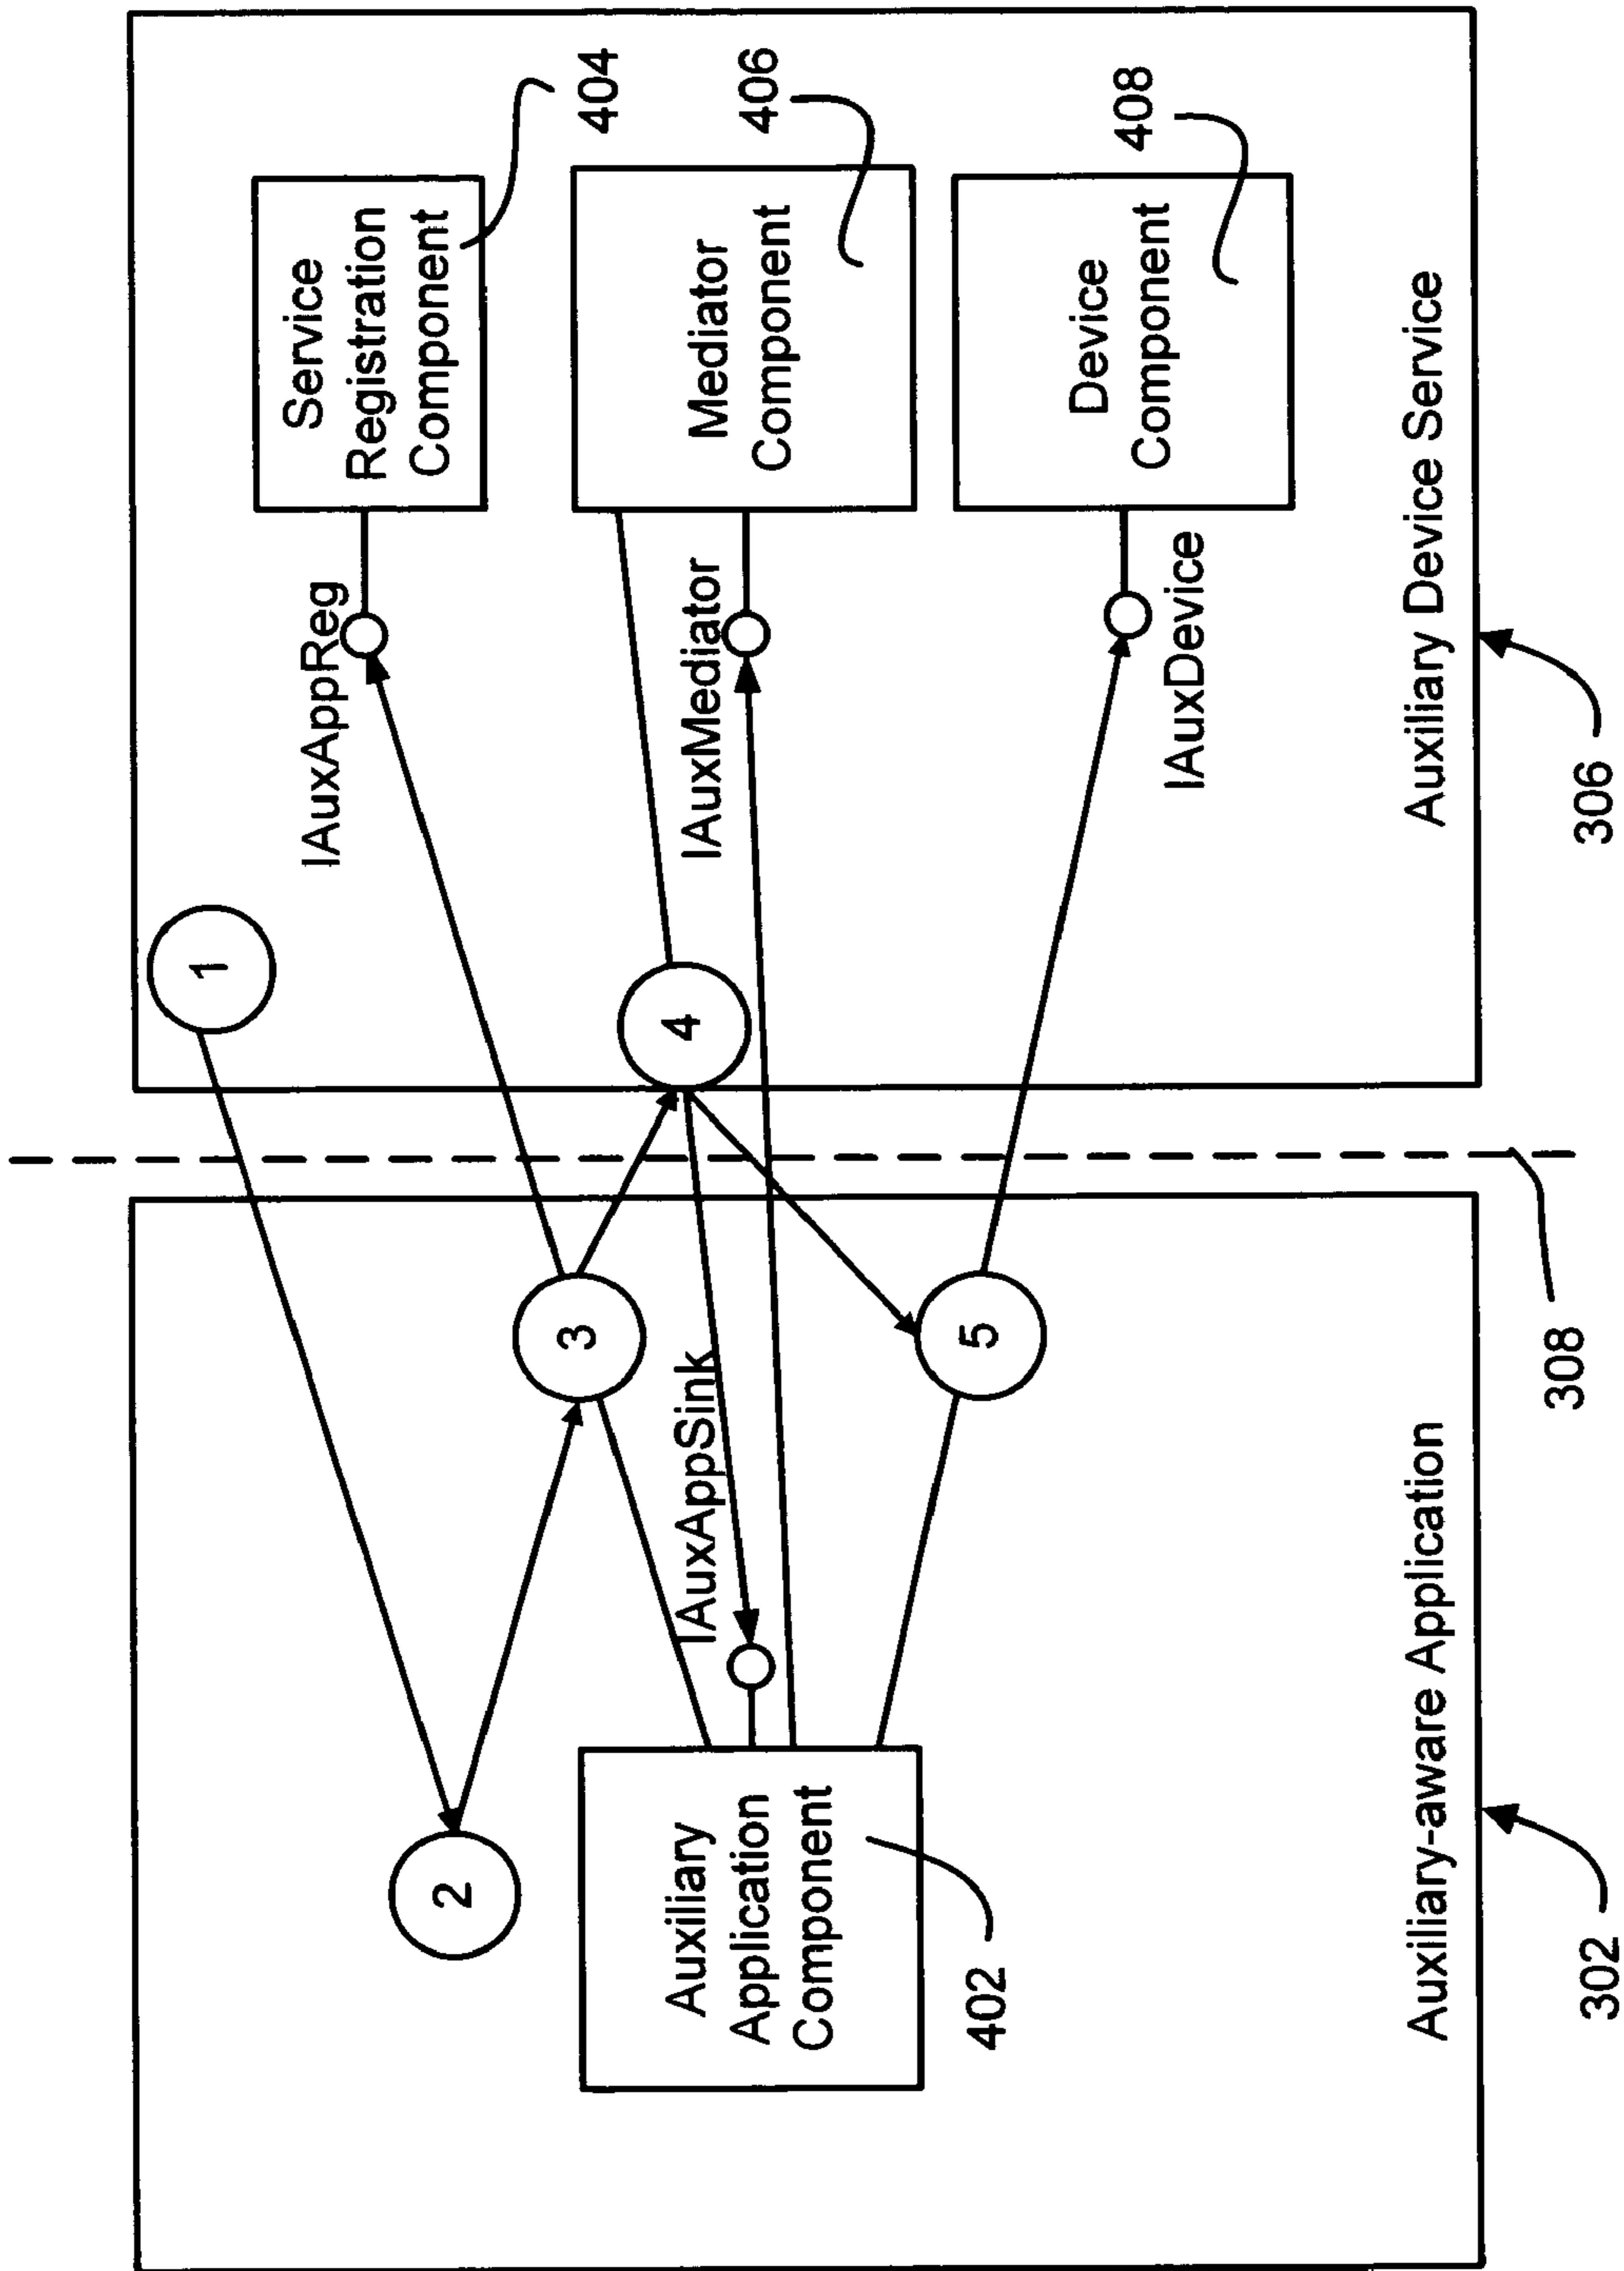 1
2
3
4
5
IAuxAppReg
Service
Registration
Component
404
IAuxAppSink
IAuxMediator
Mediator
Component
406
Auxiliary
Application
Component
402
IAuxDevice
Device
Component
408
Auxiliary-aware Application
Auxiliary Device Service
302
308
306